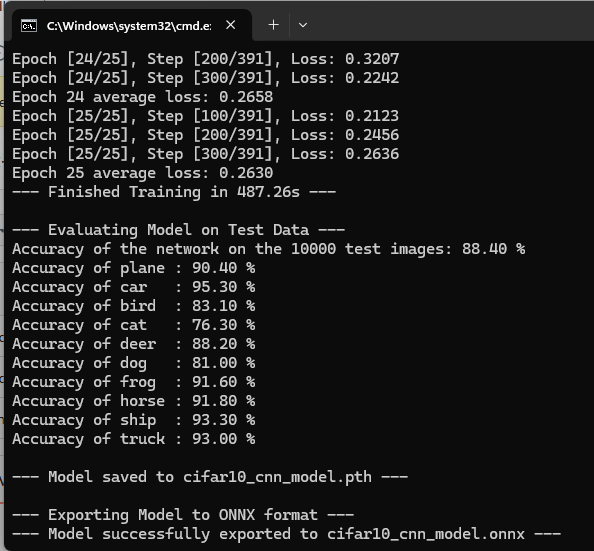 C:\Windows\system32\cmd.e
Epoch [24/25], Step [200/391], Loss: 0.3207
Epoch [24/25], Step [300/391], Loss: 0.2242
Epoch 24 average loss: 0.2658
Epoch [25/25], Step [100/391], Loss: 0.2123
Epoch [25/25], Step [200/391], Loss: 0.2456
Epoch [25/25], Step [300/391], Loss: 0.2636
Epoch 25 average loss: 0.2630
--- Finished Training in 487.26s ---
--- Evaluating Model on Test Data ---
Accuracy of the network on the 10000 test images: 88.40 %
Accuracy of plane : 90.40 %
Accuracy of car   : 95.30 %
Accuracy of bird  : 83.10 %
Accuracy of cat   : 76.30 %
Accuracy of deer  : 88.20 %
Accuracy of dog   : 81.00 %
Accuracy of frog  : 91.60 %
Accuracy of horse : 91.80 %
Accuracy of ship  : 93.30 %
Accuracy of truck : 93.00 %
--- Model saved to cifar10_cnn_model.pth ---
--- Exporting Model to ONNX format ---
--- Model successfully exported to cifar10_cnn_model.onnx ---